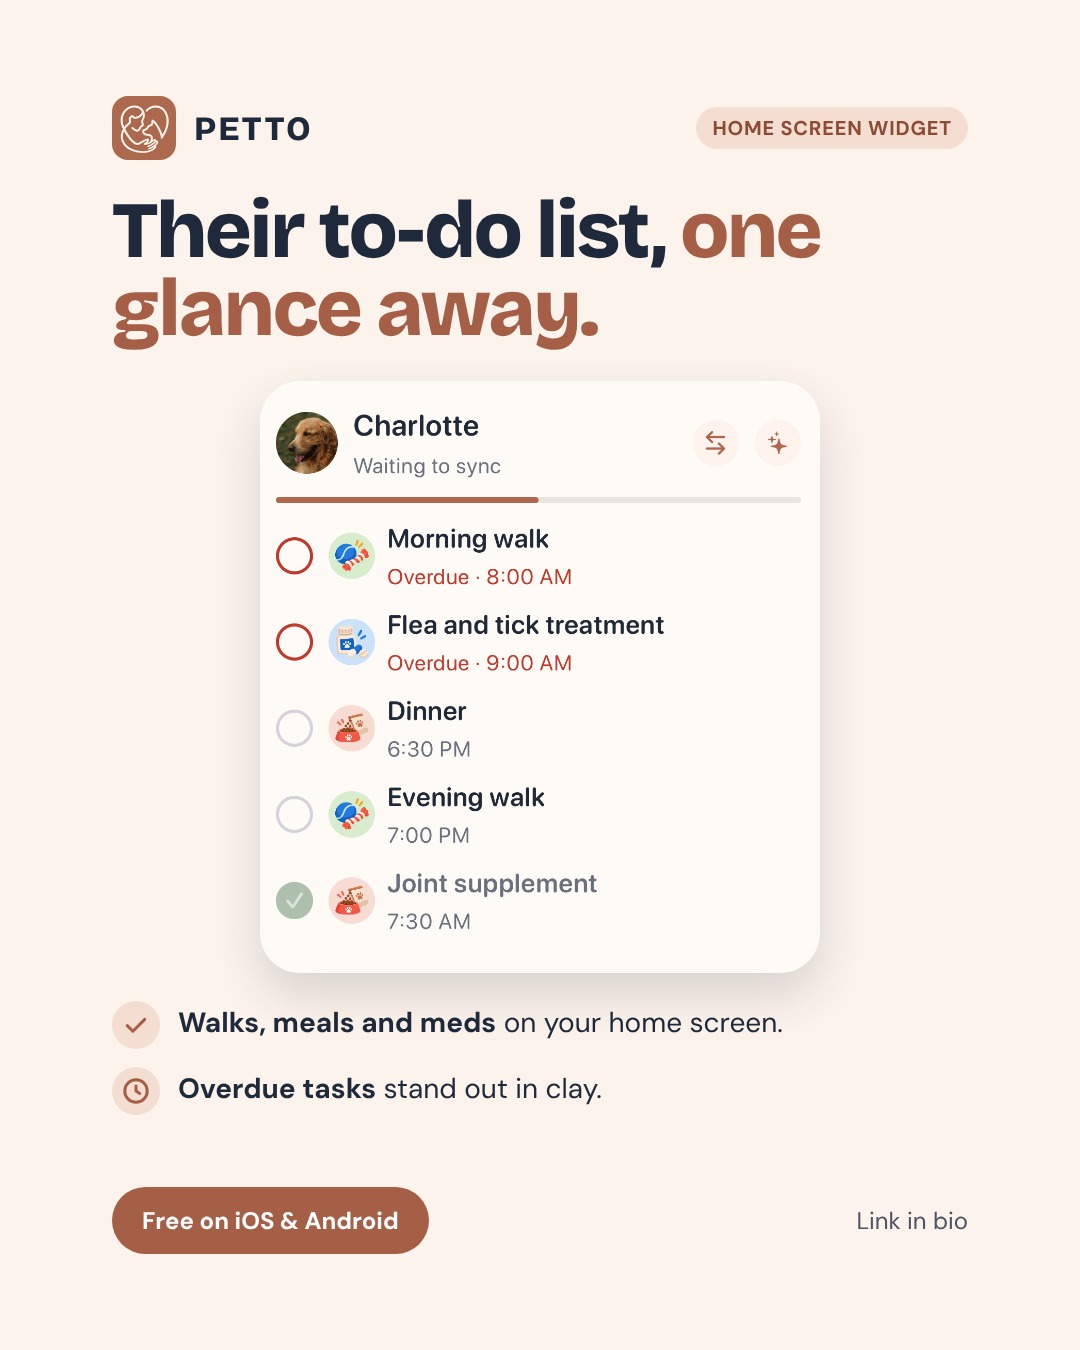 PETTO
HOME SCREEN WIDGET
Their to-do list, one
glance away.
Charlotte
Waiting to sync
Morning walk
Overdue · 8:00 AM
Flea and tick treatment
Overdue · 9:00 AM
Dinner
6:30 PM
Evening walk
7:00 PM
Joint supplement
7:30 AM
Walks, meals and meds on your home screen.
Overdue tasks stand out in clay.
Free on iOS & Android
Link in bio